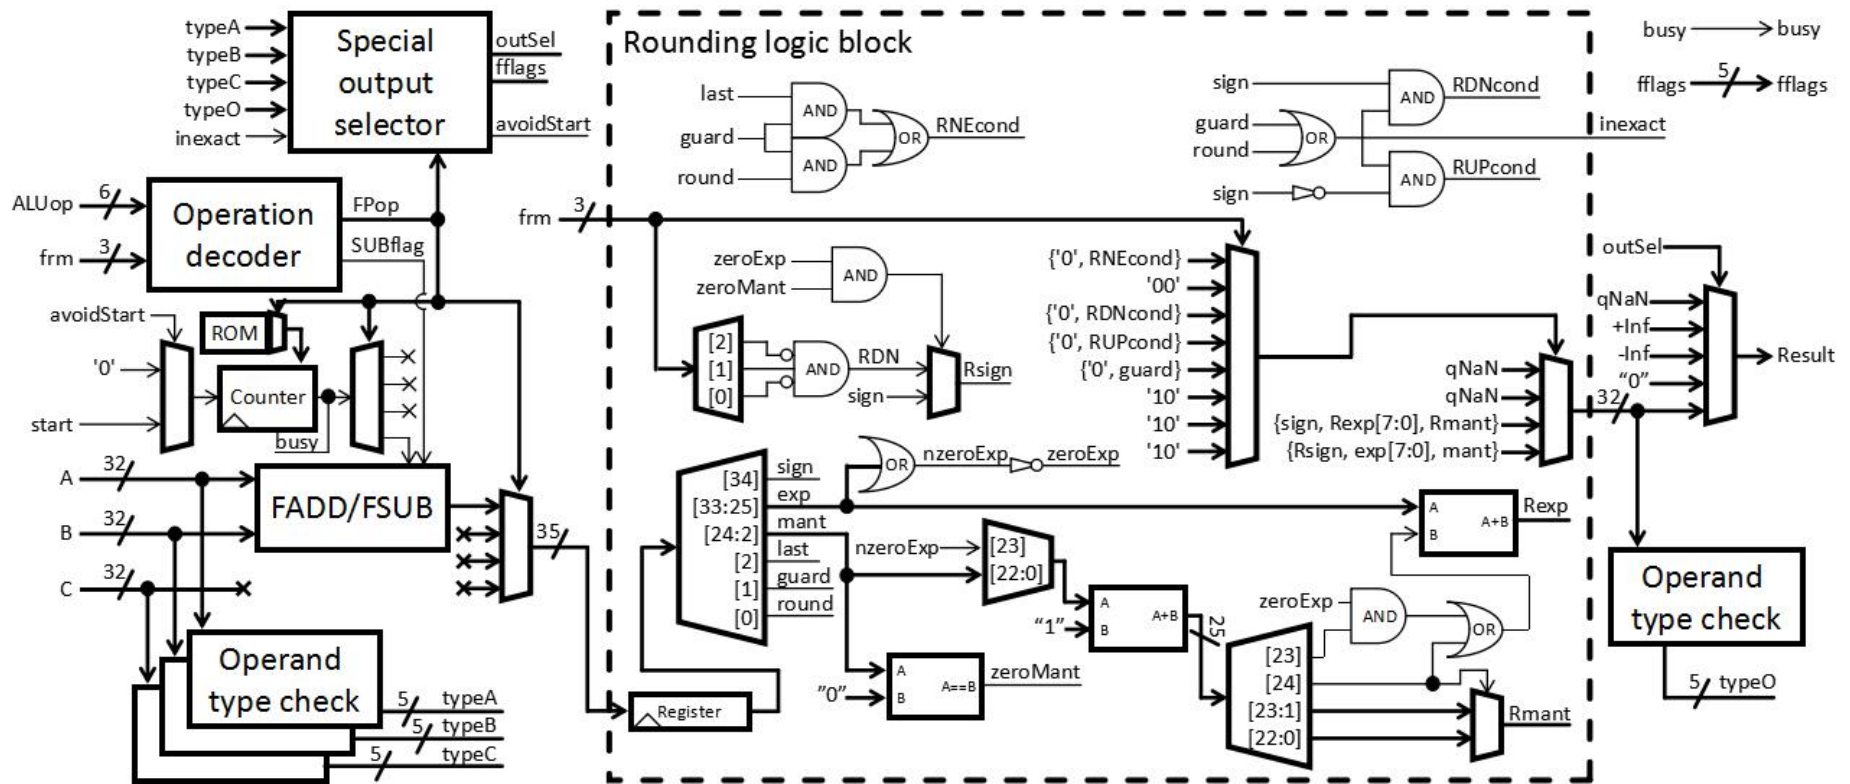 typeA
typeB
typeC
typeO
inexact
Special
output
selector
outSel
fflags
avoidStart
ALUop
6
frm
3
Operation
decoder
FPop
SUBflag
avoidStart
'0'
start
ROM
Counter
busy
A
32
B
32
C
32
FADD/FSUB
35
Operand
type check
5
typeA
5
typeB
5
typeC
Rounding logic block
last
guard
round
AND
AND
OR
RNEcond
sign
guard
round
sign
OR
AND
AND
RDNcond
inexact
RUPcond
frm
3
zeroExp
zeroMant
AND
[2]
[1]
[0]
AND
RDN
sign
Rsign
{'0', RNEcond}
'00'
{'0', RDNcond}
{'0', RUPcond}
{'0', guard}
'10'
'10'
'10'
qNaN
qNaN
{sign, Rexp[7:0], Rmant}
{Rsign, exp[7:0], mant}
[34]
[33:25]
[24:2]
[2]
[1]
[0]
sign
exp
mant
last
guard
round
OR
nzeroExp
zeroExp
nzeroExp
[23]
[22:0]
A
B
A+B
"1"
25
A
B
A==B
"0"
zeroMant
Register
A
B
A+B
Rexp
zeroExp
AND
OR
[23]
[24]
[23:1]
[22:0]
Rmant
busy
busy
fflags
5
fflags
outSel
qNaN
+Inf
-Inf
"0"
32
Result
Operand
type check
5
typeO